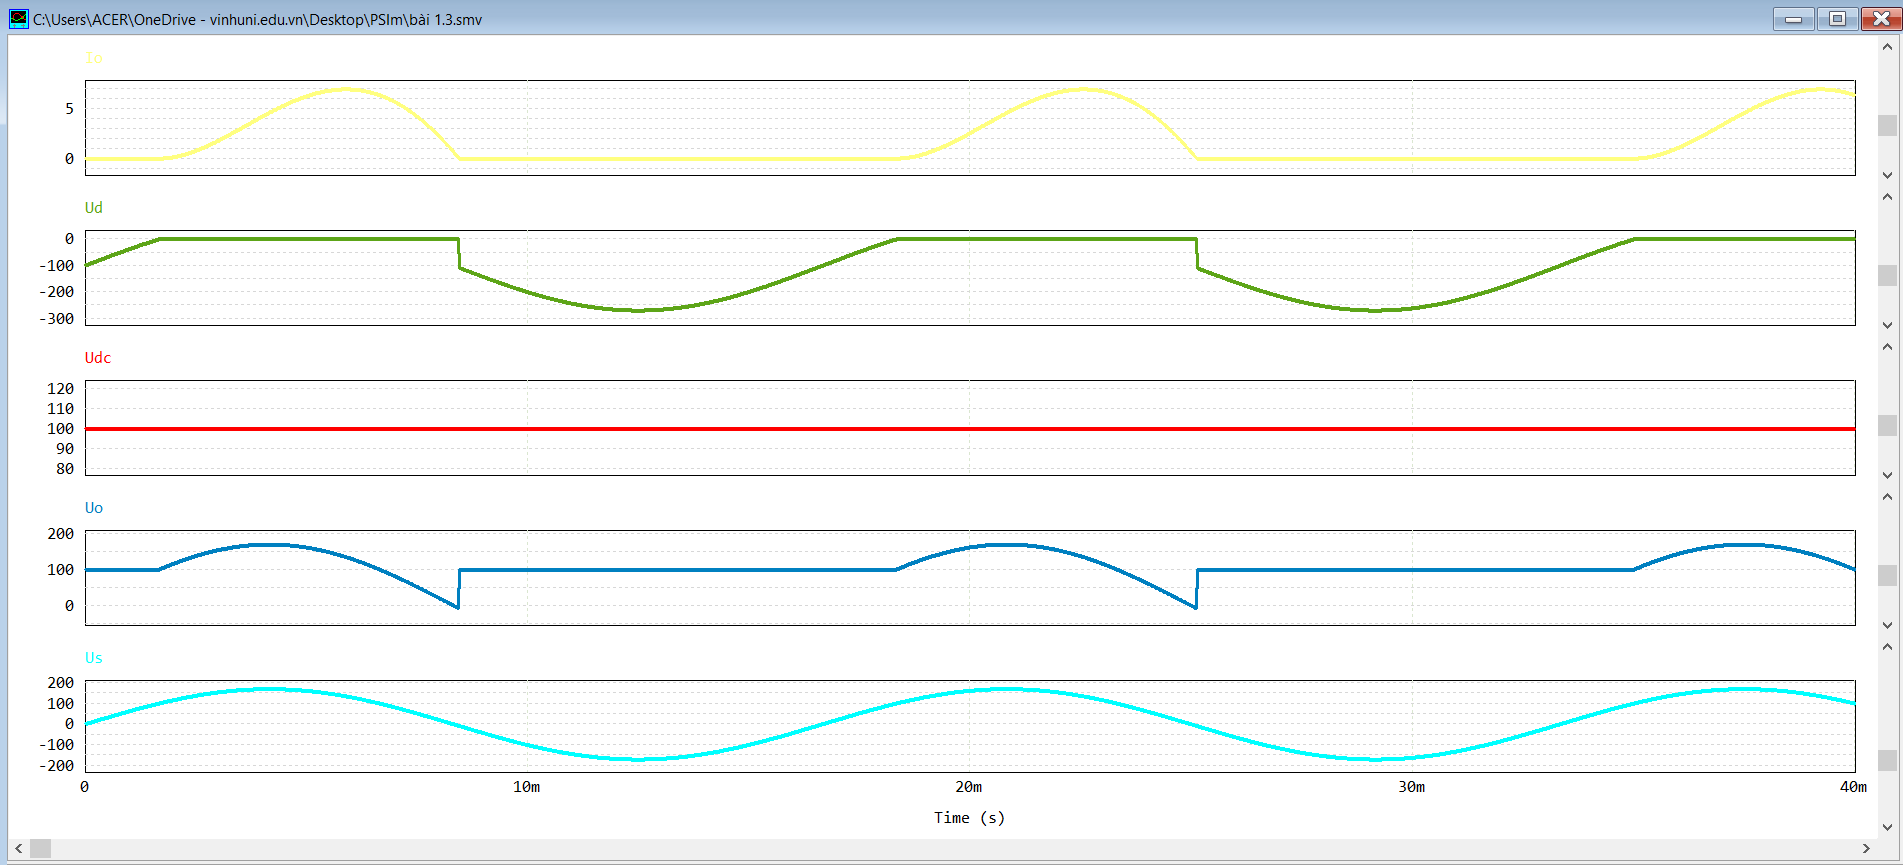 C:\Users\ACER\OneDrive - vinhuni.edu.vn\Desktop\PSIm\bài 1.3.smv
Io
5
0
Ud
0
-100
-200
-300
Udc
120
110
100
90
80
Uo
200
100
0
Us
200
100
0
-100
-200
0 10m 20m 30m 40m
Time (s)